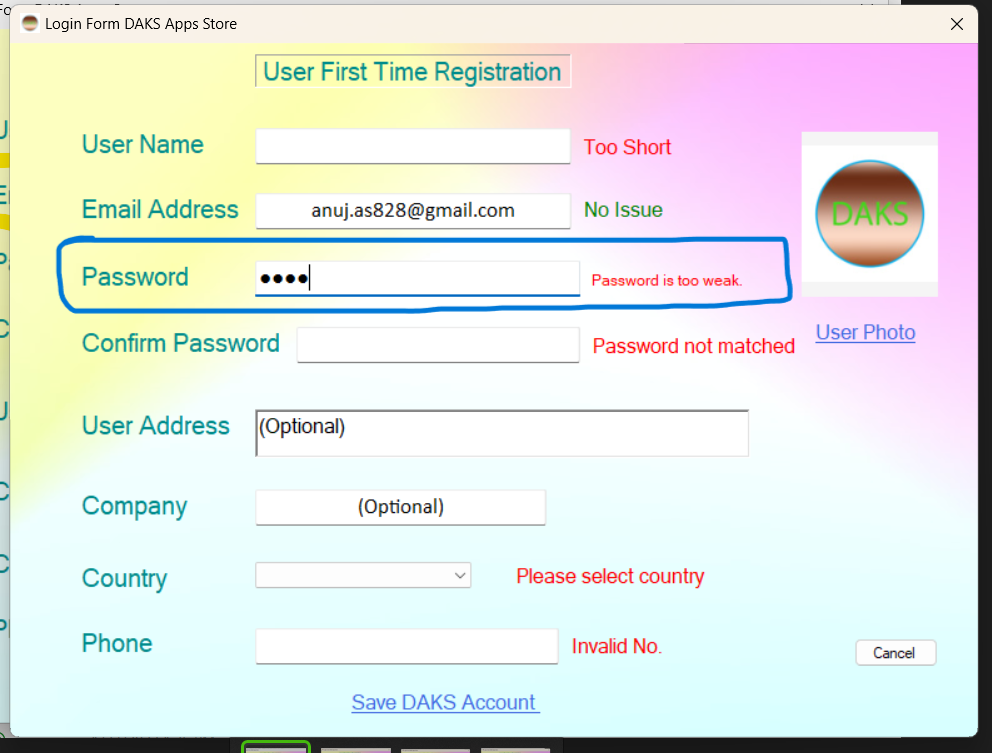 Login Form DAKS Apps Store
User First Time Registration
User Name Too Short
Email Address anuj.as828@gmail.com No Issue
DAKS
Password •••• Password is too weak.
Confirm Password Password not matched
User Photo
User Address (Optional)
Company (Optional)
Country Please select country
Phone Invalid No.
Cancel
Save DAKS Account